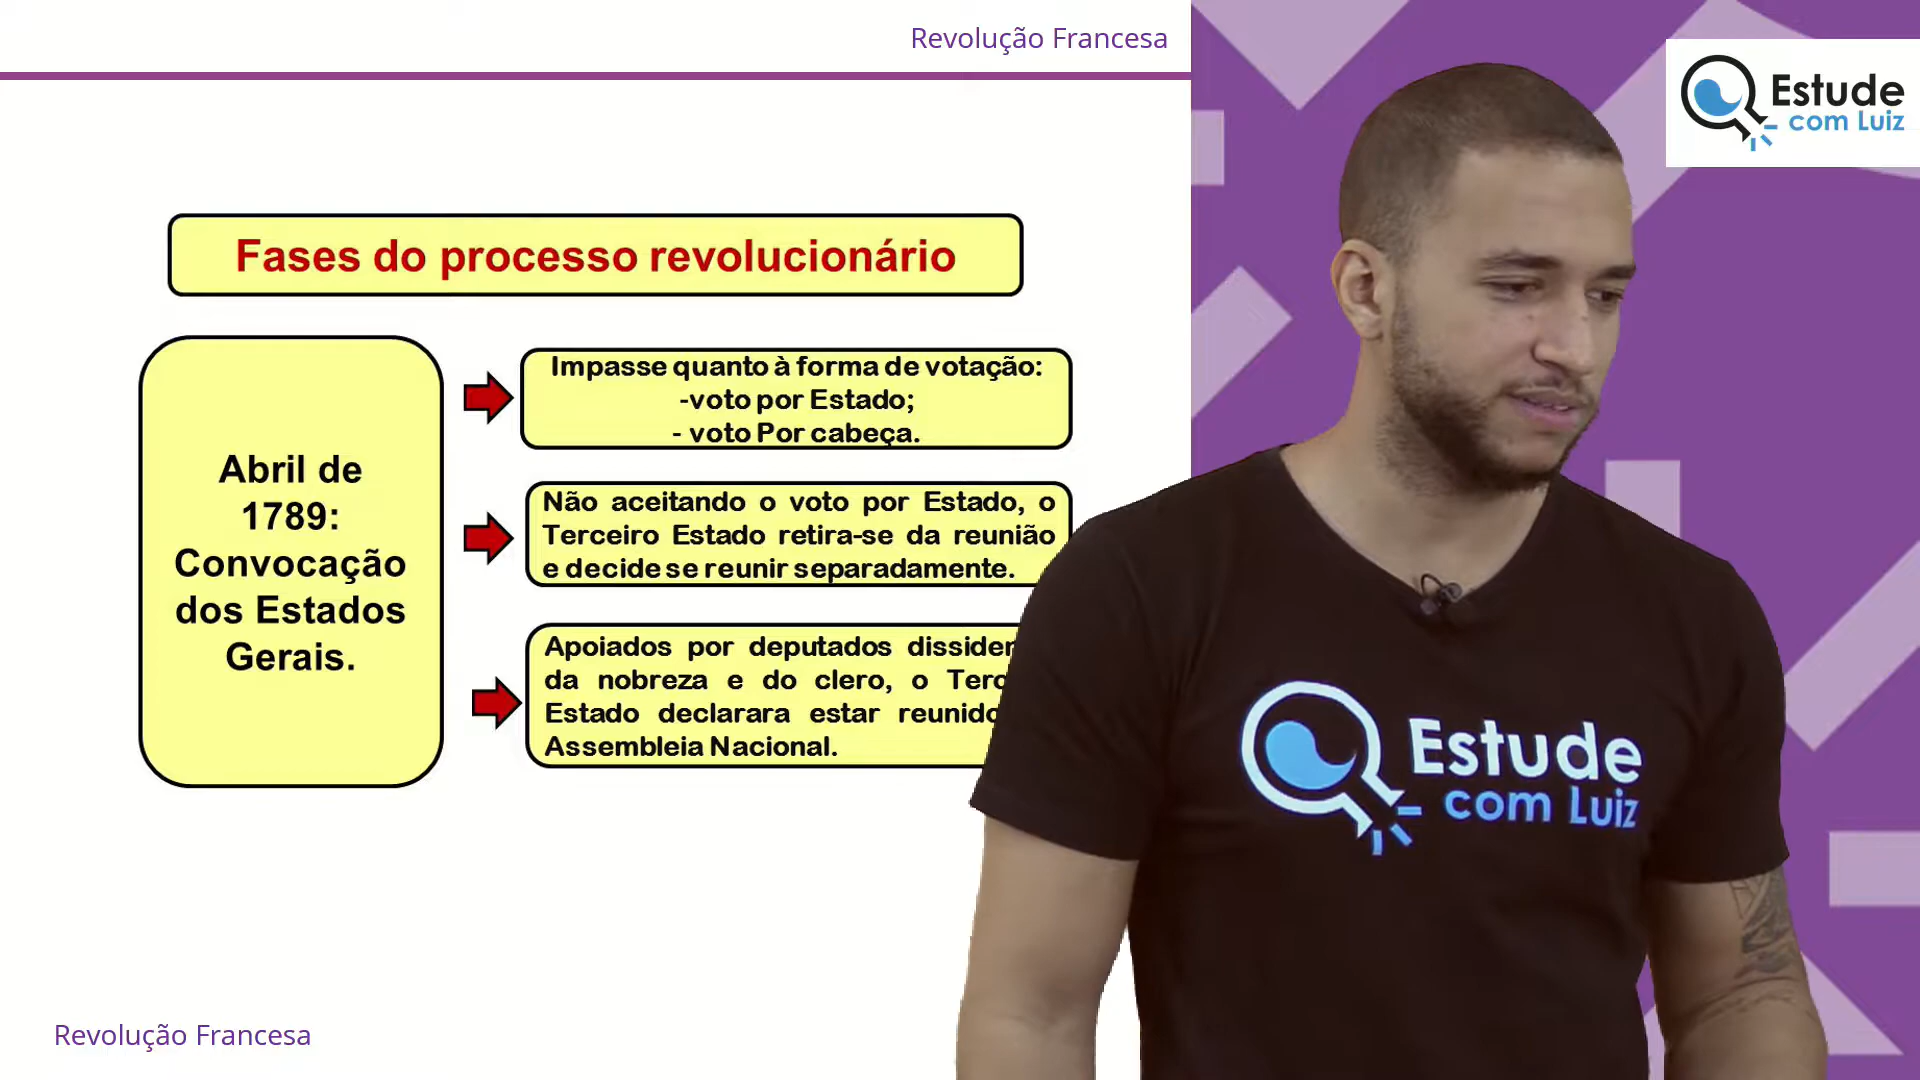 Revolução Francesa
Estude
com Luiz
Fases do processo revolucionário
Abril de
1789:
Convocação
dos Estados
Gerais.
Impasse quanto à forma de votação:
-voto por Estado;
- voto Por cabeça.
Não aceitando o voto por Estado, o
Terceiro Estado retira-se da reunião
e decide se reunir separadamente.
Apoiados por deputados
da nobreza e do clero, o
Estado declarara estar
Assembleia Nacional.
Estude
com Luiz
Revolução Francesa